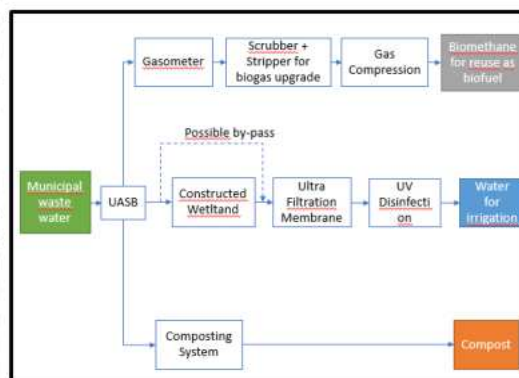 Gasometer
Scrubber +
Stripper for
biogas upgrade
Gas
Compression
Biomethane
for reuse as
biofuel
Possible by-pass
Municipal
waste
water
UASB
Constructed
Wetltand
Ultra
Filtration
Membrane
UV
Disinfecti
on
Water
for
irrigation
Composting
System
Compost